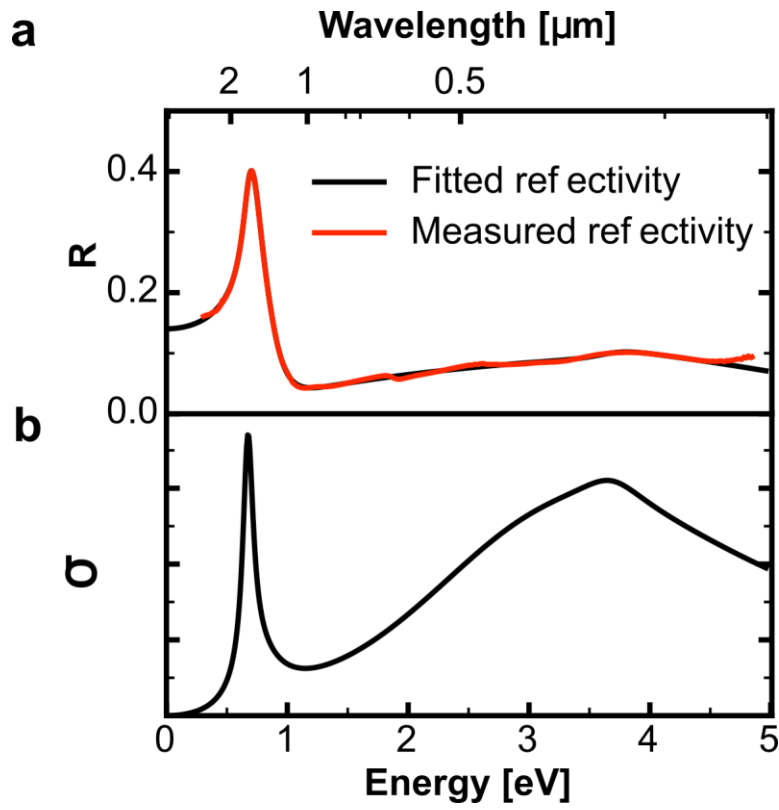 a
Wavelength [µm]
2 1 0.5
0.4
0.2
0.0
R
Fitted ref ectivity
Measured ref ectivity
b
σ
0 1 2 3 4 5
Energy [eV]